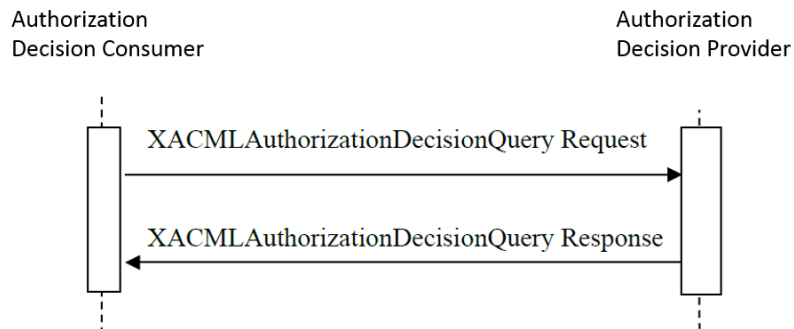 Authorization
Decision Consumer
Authorization
Decision Provider
XACMLAuthorizationDecisionQuery Request
XACMLAuthorizationDecisionQuery Response